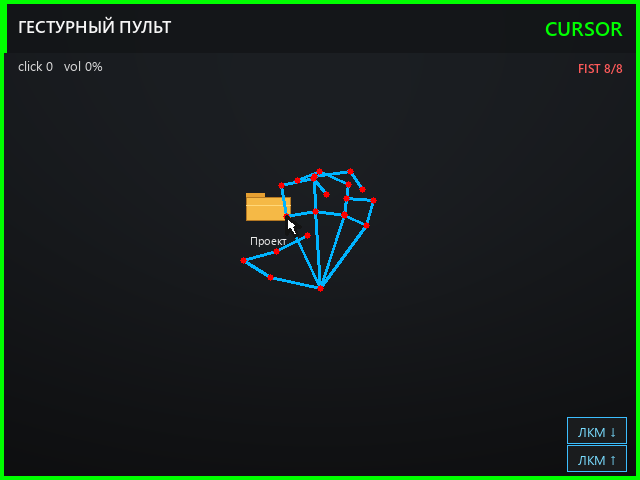 ГЕСТУРНЫЙ ПУЛЬТ
CURSOR
click 0 vol 0%
FIST 8/8
Проект
ЛКМ ↓
ЛКМ ↑